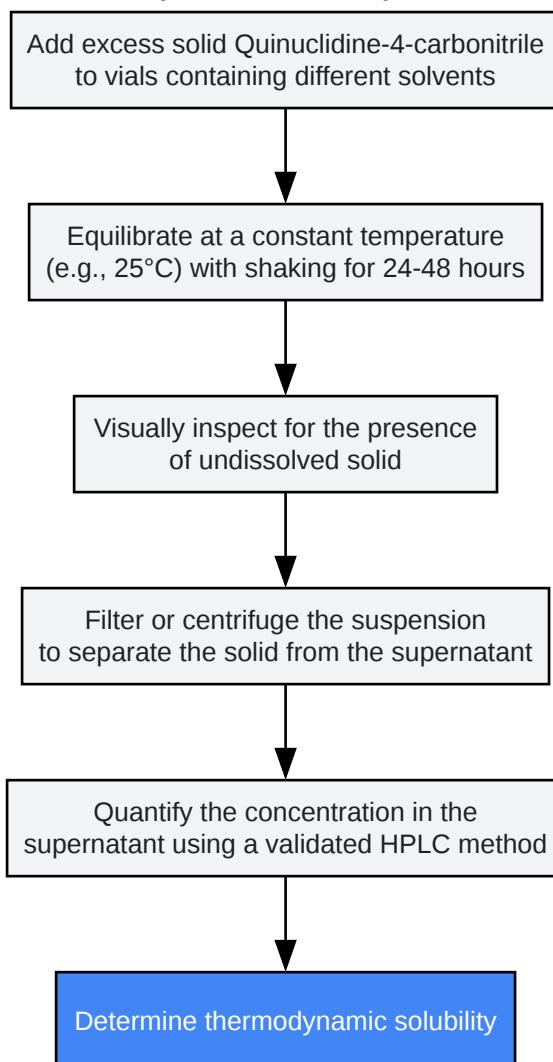 Add excess solid Quinuclidine-4-carbonitrile
to vials containing different solvents
Equilibrate at a constant temperature
(e.g., 25°C) with shaking for 24-48 hours
Visually inspect for the presence
of undissolved solid
Filter or centrifuge the suspension
to separate the solid from the supernatant
Quantify the concentration in the
supernatant using a validated HPLC method
Determine thermodynamic solubility